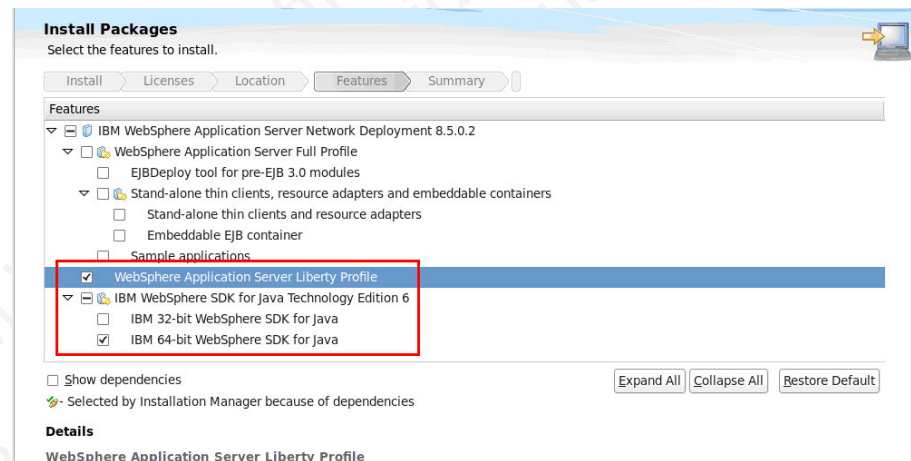 Install Packages
Select the features to install.
Install Licenses Location Features Summary
Features
IBM WebSphere Application Server Network Deployment 8.5.0.2
WebSphere Application Server Full Profile
EJBDeploy tool for pre-EJB 3.0 modules
Stand-alone thin clients, resource adapters and embeddable containers
Stand-alone thin clients and resource adapters
Embeddable EJB container
Sample applications
WebSphere Application Server Liberty Profile
IBM WebSphere SDK for Java Technology Edition 6
IBM 32-bit WebSphere SDK for Java
IBM 64-bit WebSphere SDK for Java
Show dependencies Expand All Collapse All Restore Default
- Selected by Installation Manager because of dependencies
Details
WebSphere Application Server Liberty Profile